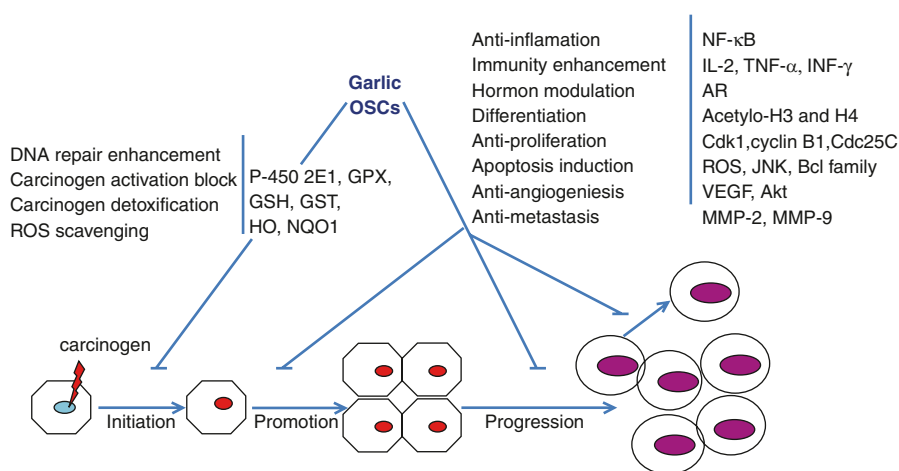 Garlic
OSCs
DNA repair enhancement
Carcinogen activation block
Carcinogen detoxification
ROS scavenging
P-450 2E1, GPX,
GSH, GST,
HO, NQO1
Anti-inflamation
Immunity enhancement
Hormon modulation
Differentiation
Anti-proliferation
Apoptosis induction
Anti-angiogeniesis
Anti-metastasis
NF-κB
IL-2, TNF-α, INF-γ
AR
Acetylo-H3 and H4
Cdk1,cyclin B1,Cdc25C
ROS, JNK, Bcl family
VEGF, Akt
MMP-2, MMP-9
carcinogen
Initiation
Promotion
Progression